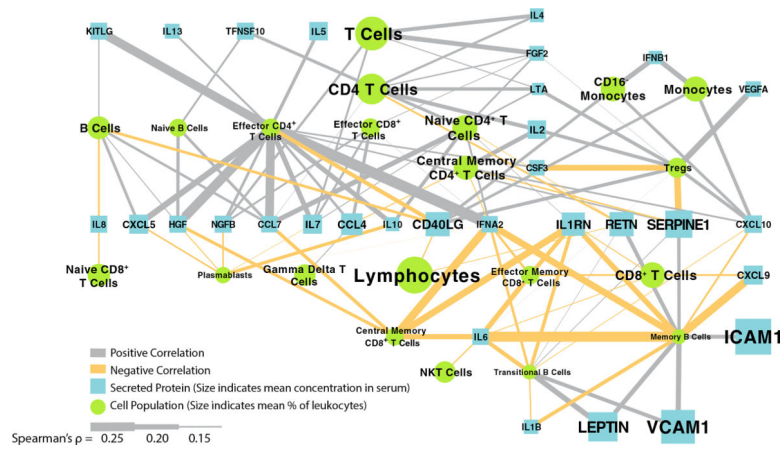 IL4
KITLG
IL13
TFNSF10
IL5
T Cells
FGF2
IFNB1
CD4 T Cells
LTA
CD16⁻
Monocytes
Monocytes
VEGFA
B Cells
Naive B Cells
Effector CD4⁺
T Cells
Effector CD8⁺
T Cells
Naive CD4⁺ T
Cells
IL2
Central Memory
CD4⁺ T Cells
CSF3
Tregs
IL8
CXCL5
HGF
NGFB
CCL7
IL7
CCL4
IL10
CD40LG
IFNA2
IL1RN
RETN
SERPINE1
CXCL10
Naive CD8⁺
T Cells
Plasmablasts
Gamma Delta T
Cells
Lymphocytes
Effector Memory
CD8⁺ T Cells
CD8⁺ T Cells
CXCL9
Central Memory
CD8⁺ T Cells
IL6
Memory B Cells
ICAM1
NKT Cells
Transitional B Cells
IL1B
LEPTIN
VCAM1
Positive Correlation
Negative Correlation
Secreted Protein (Size indicates mean concentration in serum)
Cell Population (Size indicates mean % of leukocytes)
Spearman's ρ = 0.25 0.20 0.15